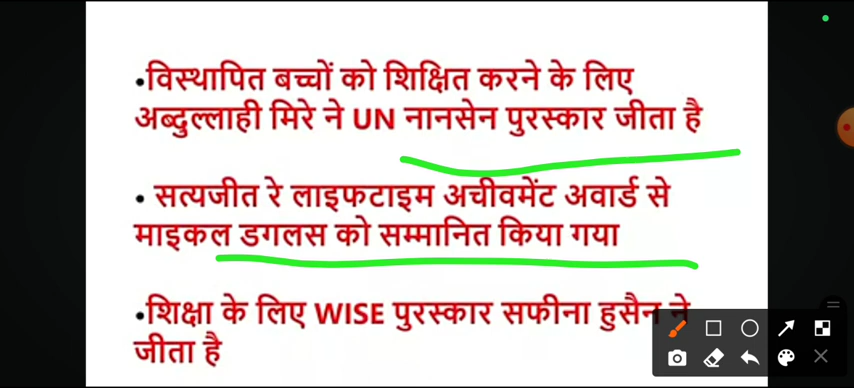 •विस्थापित बच्चों को शिक्षित करने के लिए
अब्दुल्लाही मिरे ने UN नानसेन पुरस्कार जीता है
• सत्यजीत रे लाइफटाइम अचीवमेंट अवार्ड से
माइकल डगलस को सम्मानित किया गया
•शिक्षा के लिए WISE पुरस्कार सफीना हुसैन ने
जीता है